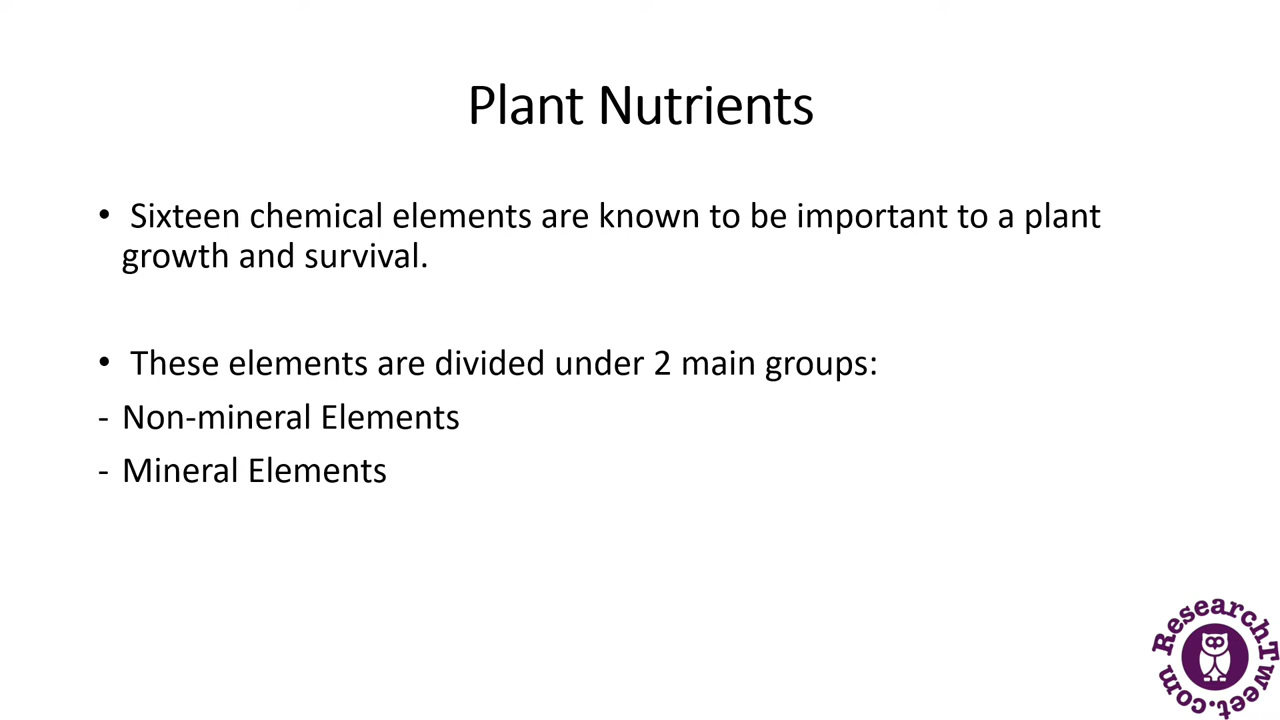 Plant Nutrients
• Sixteen chemical elements are known to be important to a plant
growth and survival.
• These elements are divided under 2 main groups:
- Non-mineral Elements
- Mineral Elements
ResearchTweet.com